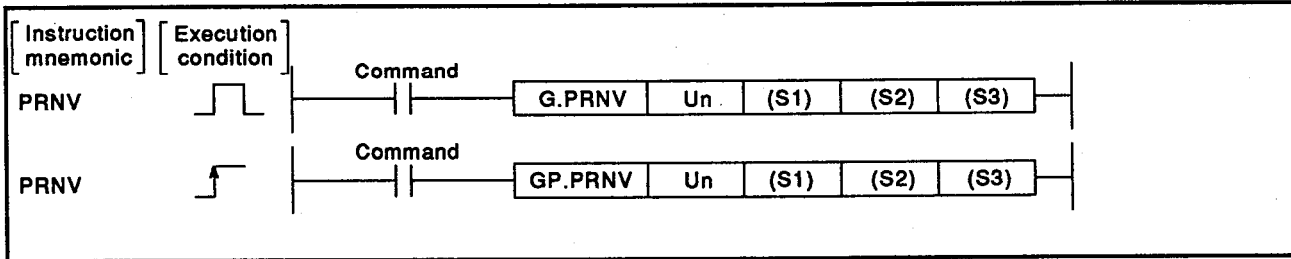 [Instruction mnemonic] [Execution condition]
Command
PRNV G.PRNV Un (S1) (S2) (S3)
Command
PRNV GP.PRNV Un (S1) (S2) (S3)